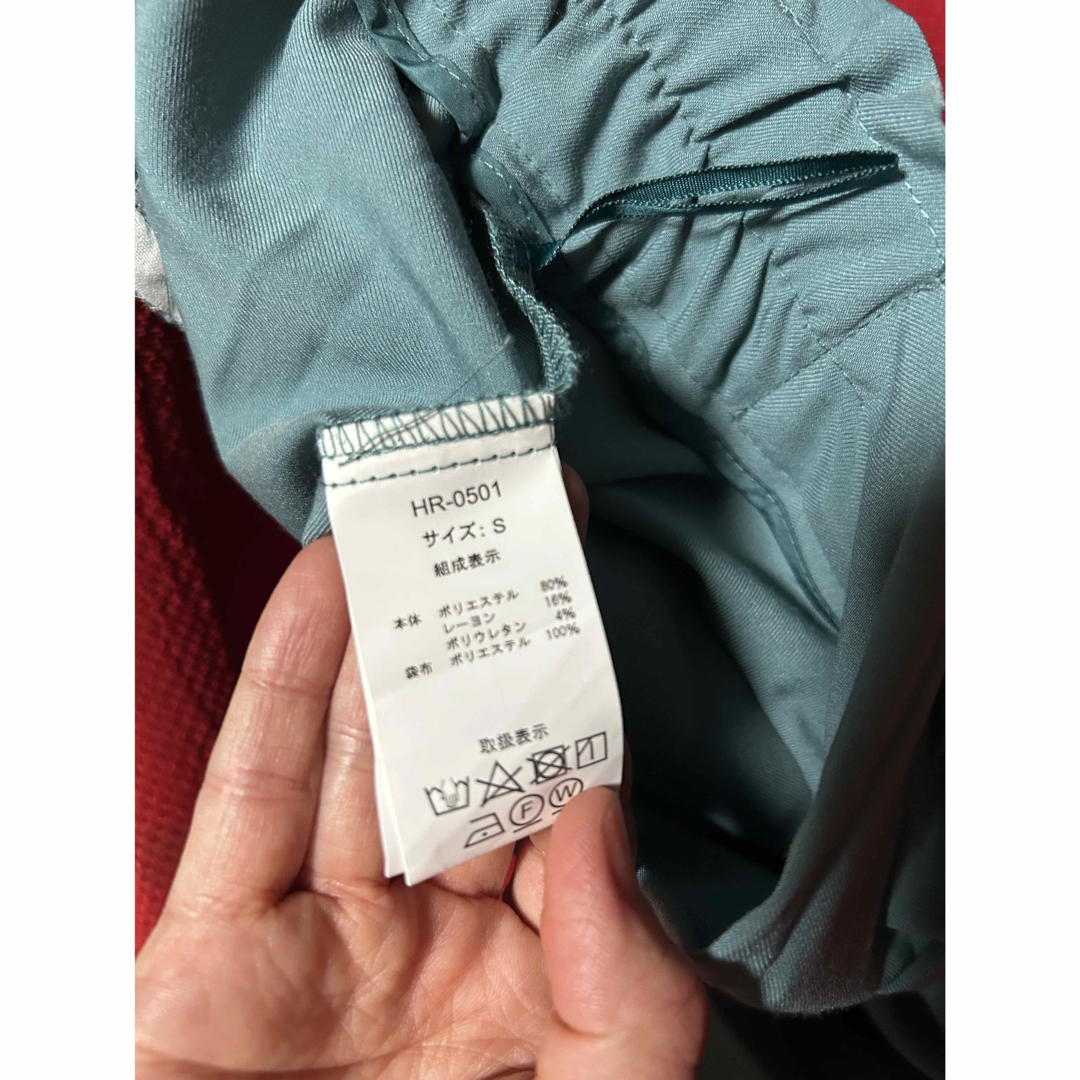 HR-0501
サイズ: S
組成表示
本体 ポリエステル 80%
レーヨン 16%
ポリウレタン 4%
袋布 ポリエステル 100%
取扱表示
F W